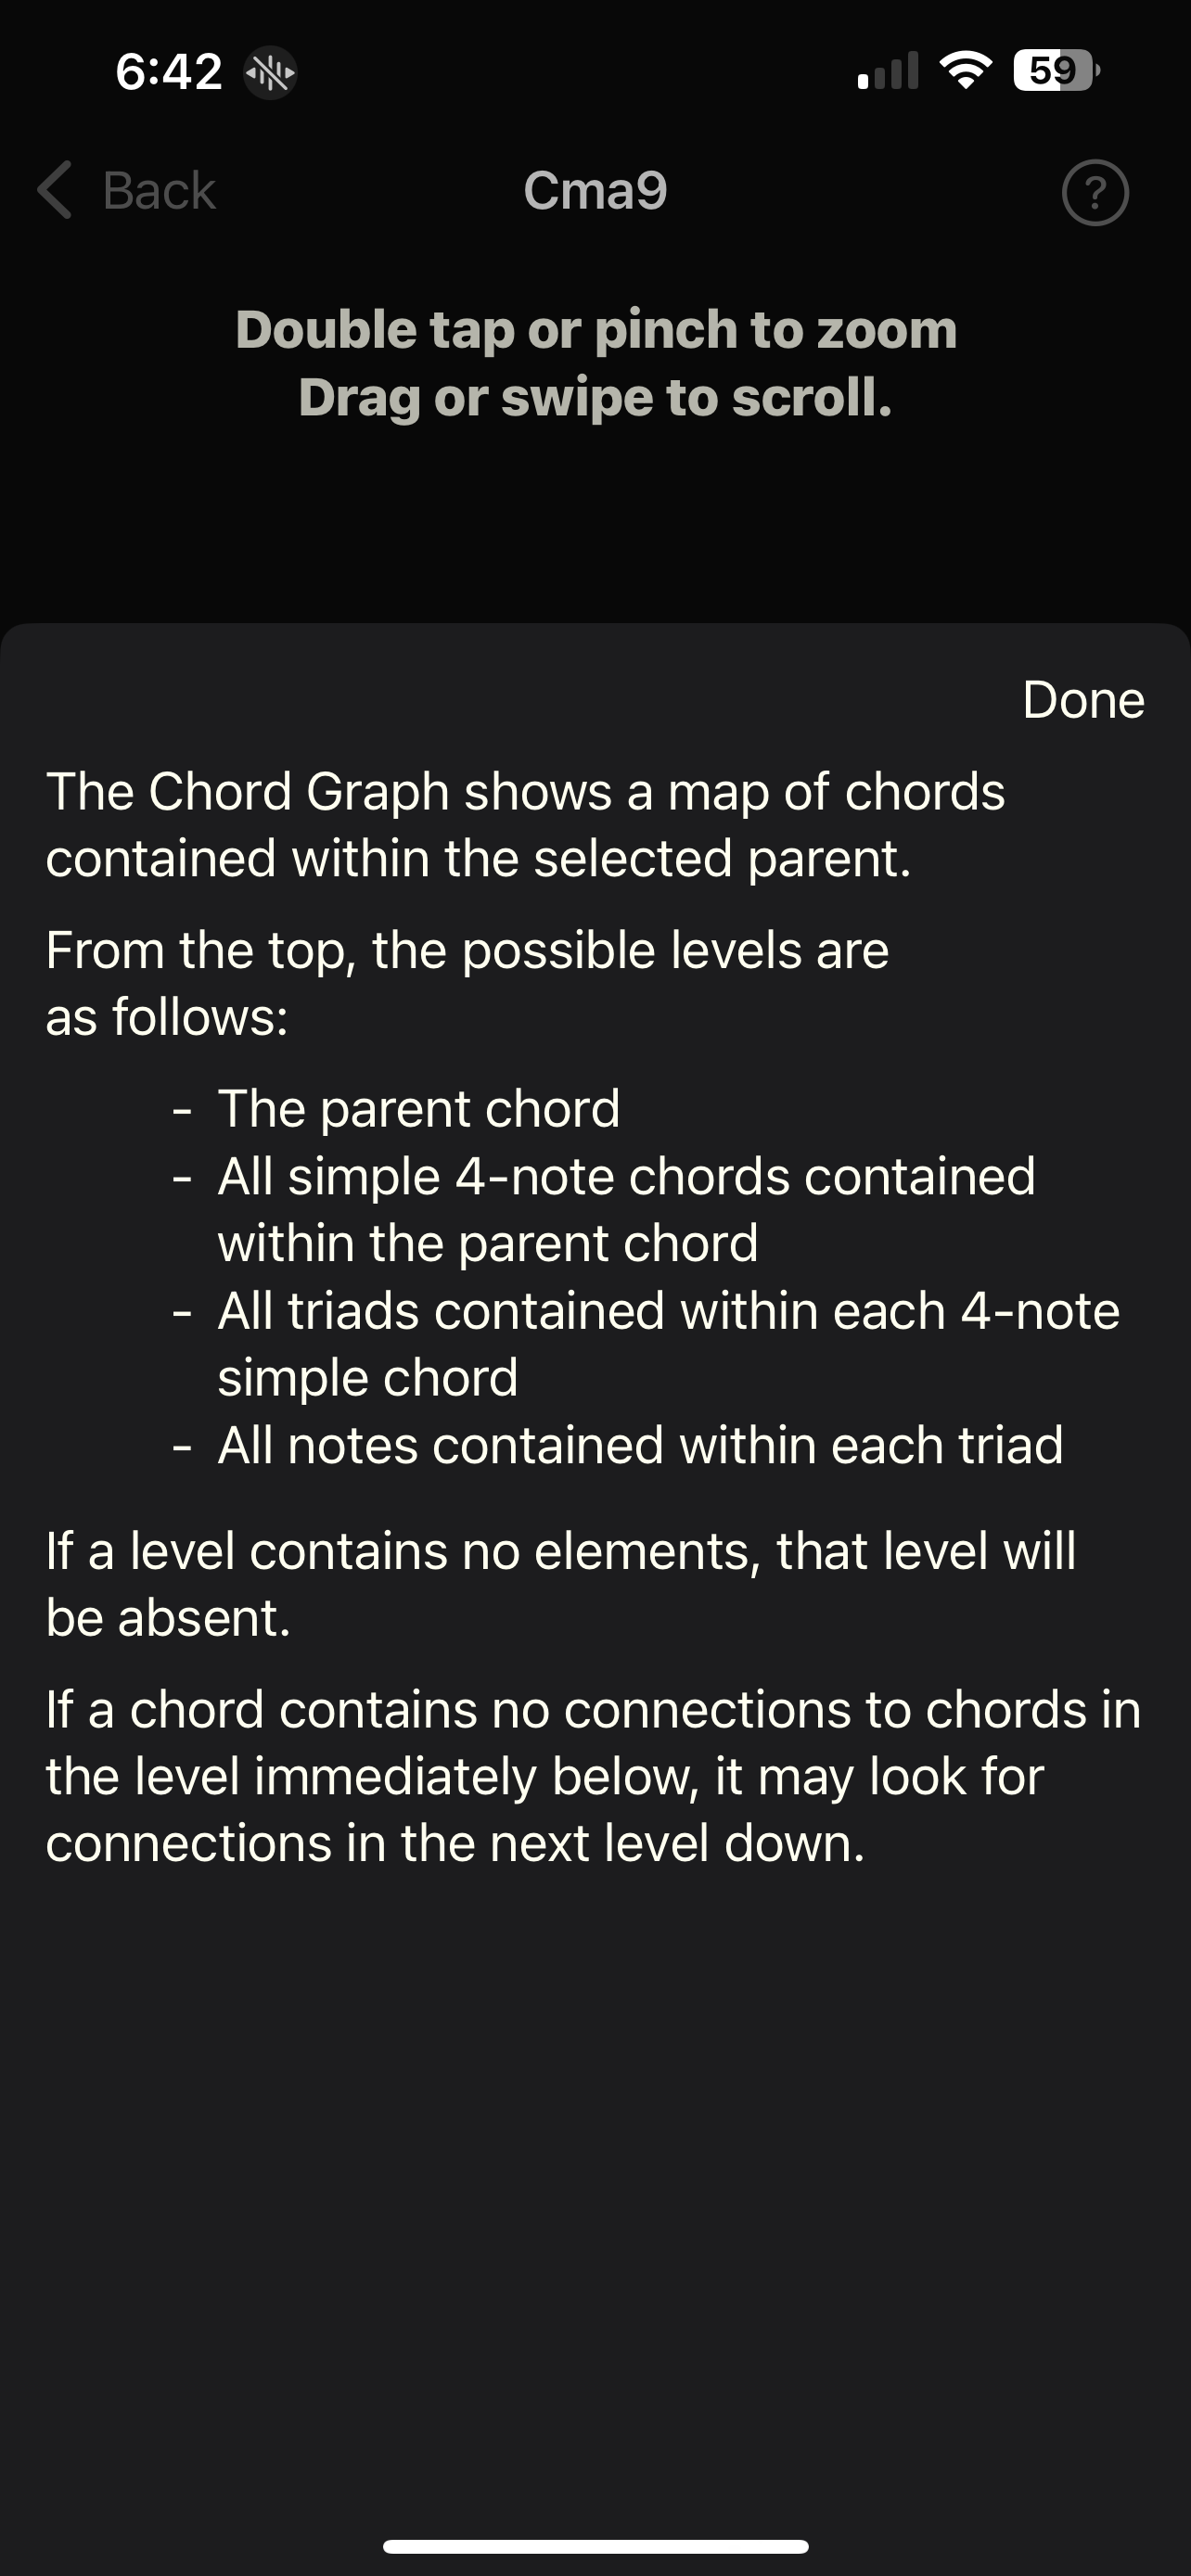 6:42
59
Back
Cma9
?
Double tap or pinch to zoom
Drag or swipe to scroll.
Done
The Chord Graph shows a map of chords
contained within the selected parent.
From the top, the possible levels are
as follows:
- The parent chord
- All simple 4-note chords contained
within the parent chord
- All triads contained within each 4-note
simple chord
- All notes contained within each triad
If a level contains no elements, that level will
be absent.
If a chord contains no connections to chords in
the level immediately below, it may look for
connections in the next level down.